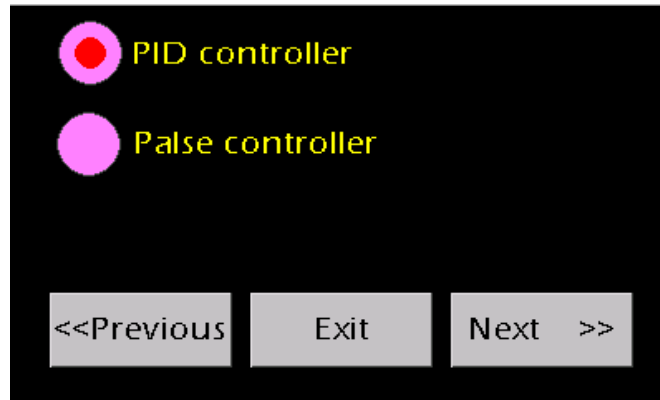 PID controller
Palse controller
<<Previous Exit Next >>